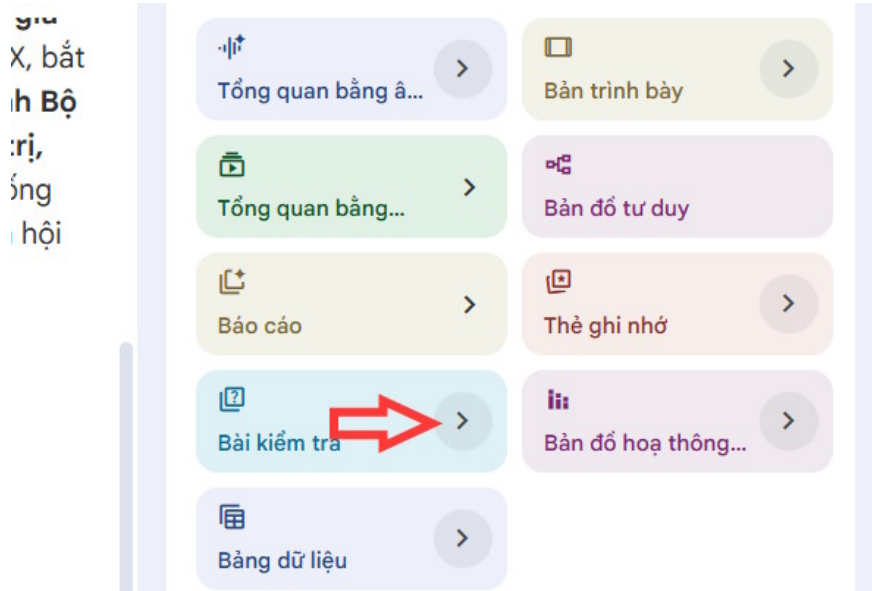 X, bắt
h Bộ
trị,
hội
Tổng quan bằng â...
Bản trình bày
Tổng quan bằng...
Bản đồ tư duy
Báo cáo
Thẻ ghi nhớ
Bài kiểm tra
Bản đồ hoạ thông...
Bảng dữ liệu